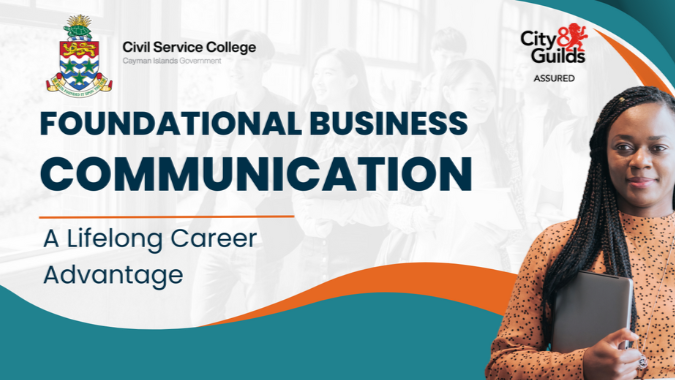 Civil Service College
Cayman Islands Government
City&
Guilds
ASSURED
FOUNDATIONAL BUSINESS
COMMUNICATION
A Lifelong Career
Advantage